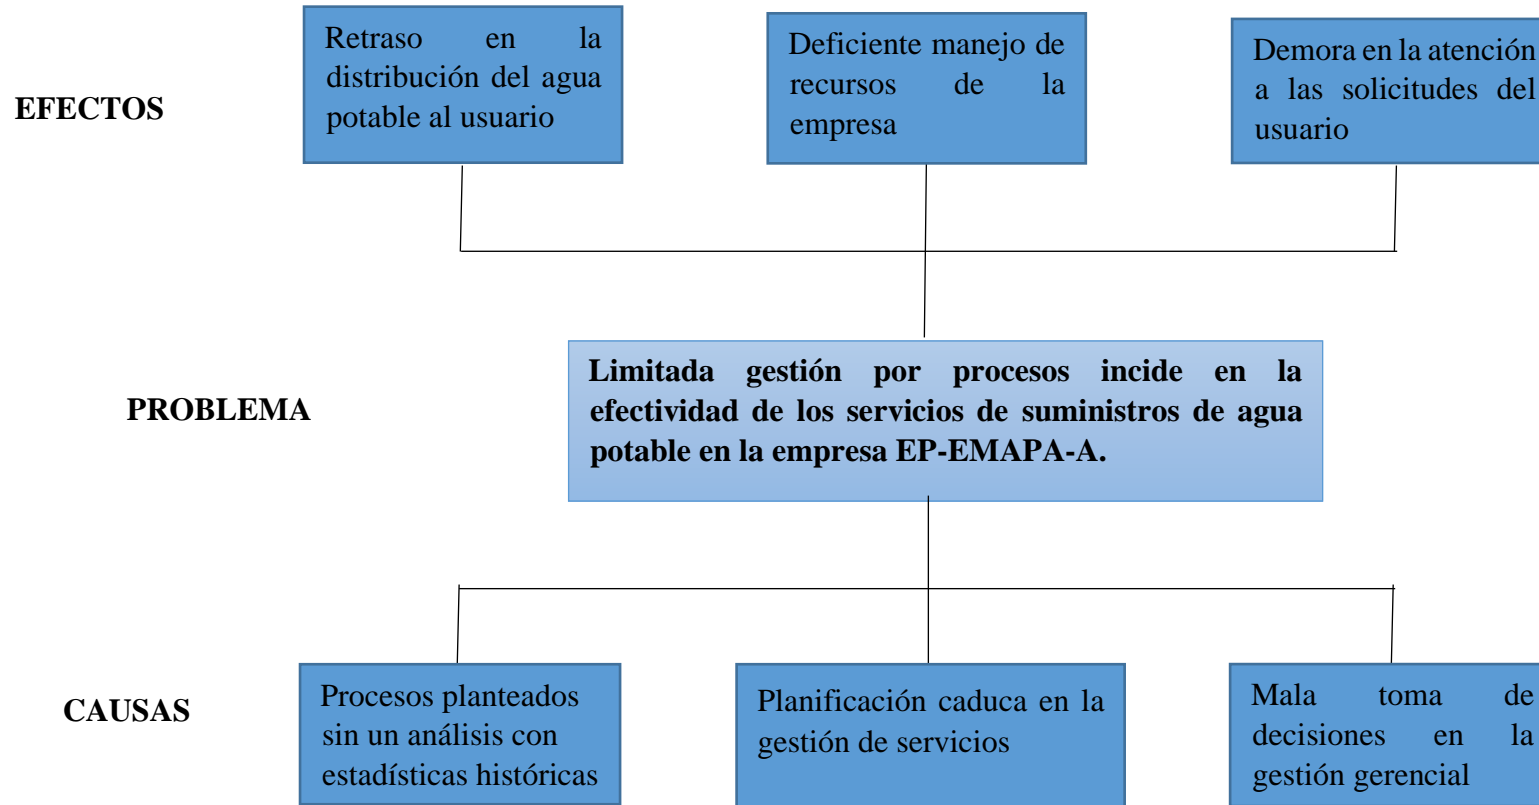 EFECTOS
Retraso en la
distribución del agua
potable al usuario
Deficiente manejo de
recursos de la
empresa
Demora en la atención
a las solicitudes del
usuario
PROBLEMA
Limitada gestión por procesos incide en la
efectividad de los servicios de suministros de agua
potable en la empresa EP-EMAPA-A.
CAUSAS
Procesos planteados
sin un análisis con
estadísticas históricas
Planificación caduca en la
gestión de servicios
Mala toma de
decisiones en la
gestión gerencial